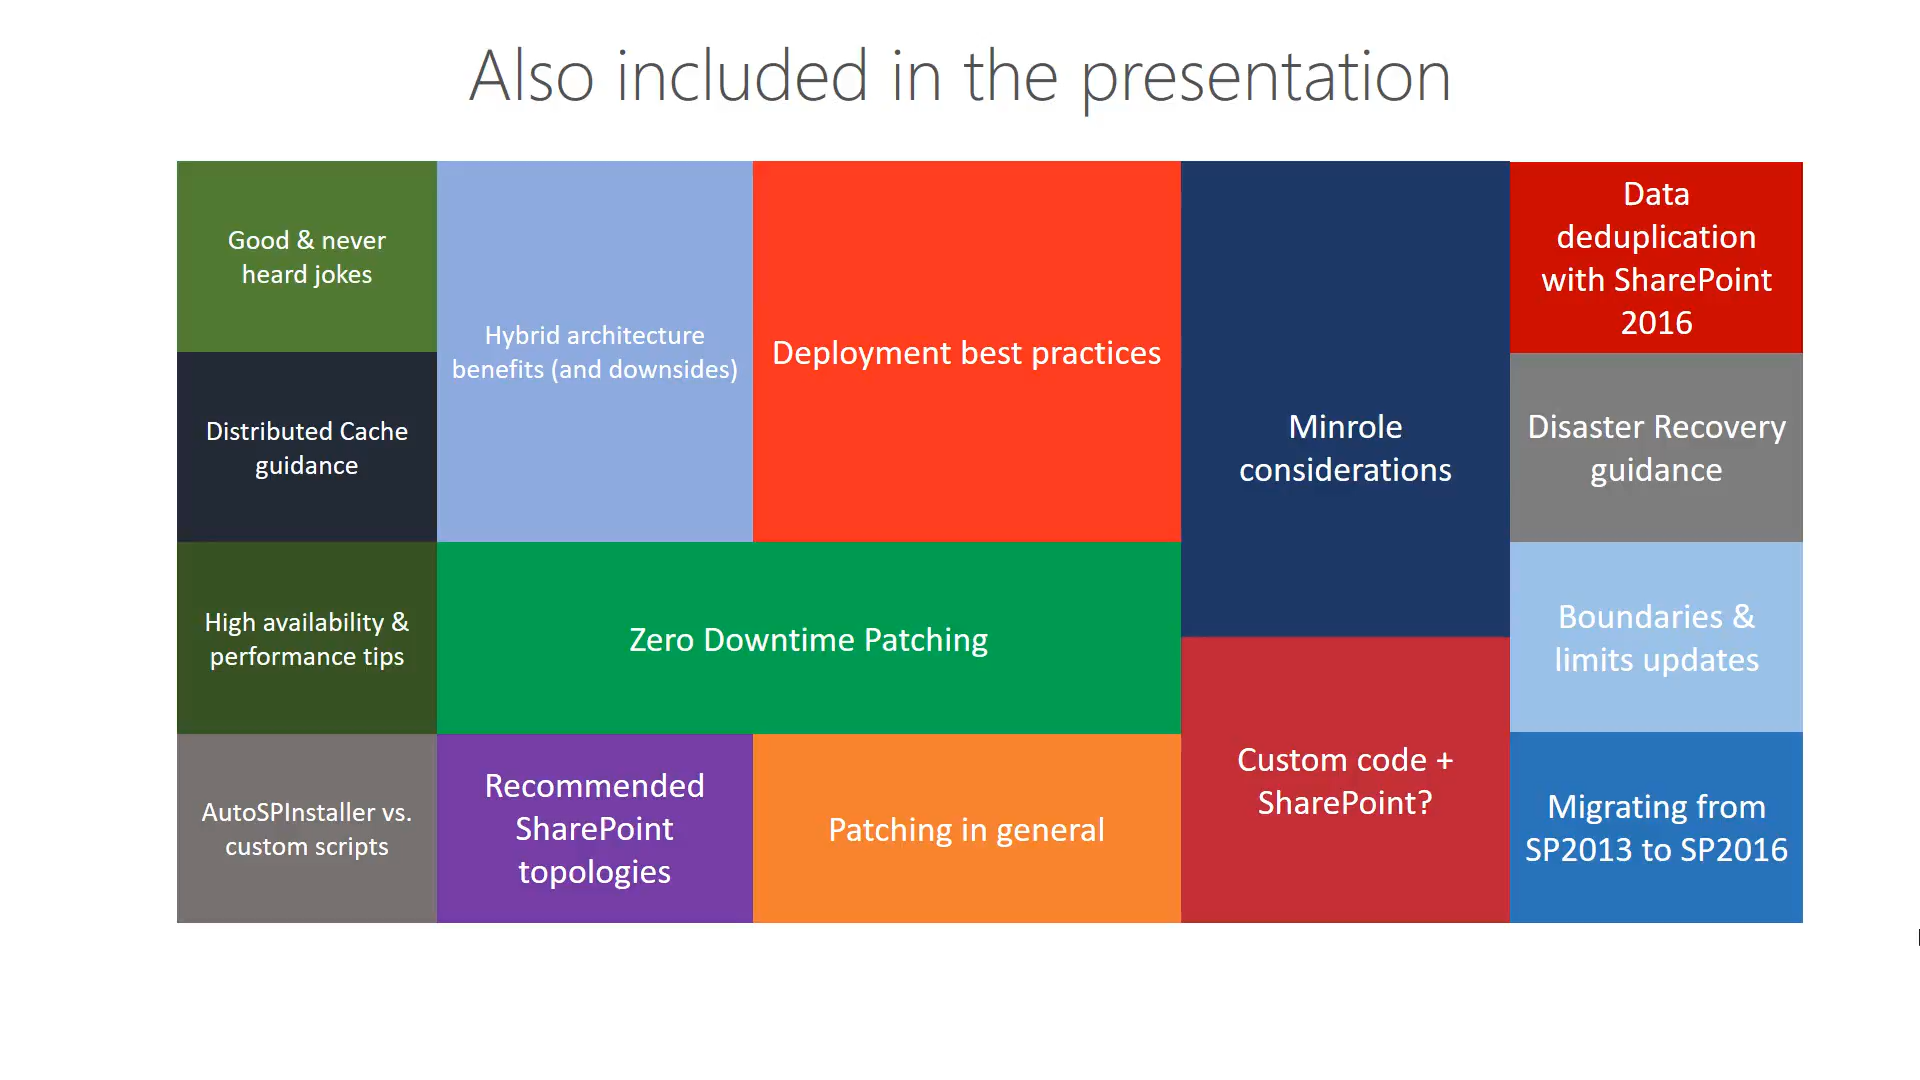 Also included in the presentation
Good & never
heard jokes
Distributed Cache
guidance
High availability &
performance tips
AutoSPInstaller vs.
custom scripts
Hybrid architecture
benefits (and downsides)
Deployment best practices
Zero Downtime Patching
Recommended
SharePoint
topologies
Patching in general
Minrole
considerations
Custom code +
SharePoint?
Data
deduplication
with SharePoint
2016
Disaster Recovery
guidance
Boundaries &
limits updates
Migrating from
SP2013 to SP2016